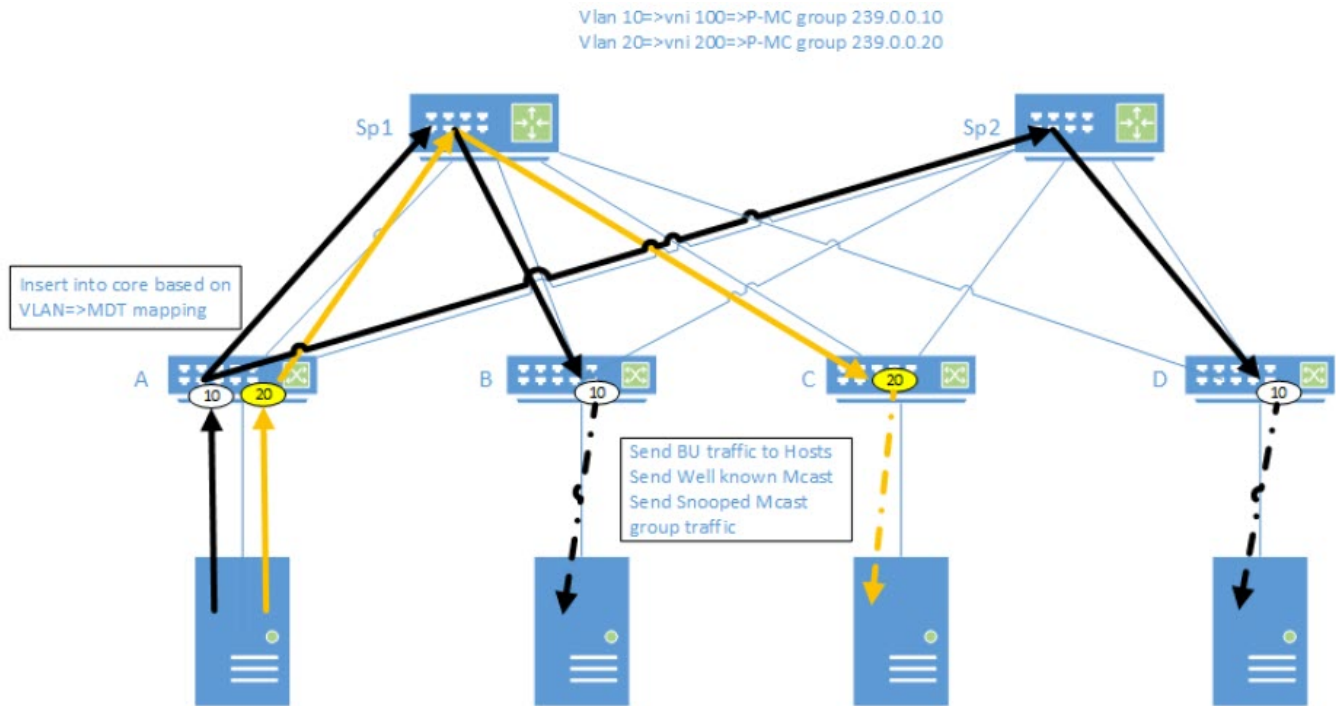 Vlan 10=>vni 100=>P-MC group 239.0.0.10
Vlan 20=>vni 200=>P-MC group 239.0.0.20
Sp1
Sp2
Insert into core based on
VLAN=>MDT mapping
A
B
C
D
10
20
10
20
10
Send BU traffic to Hosts
Send Well known Mcast
Send Snooped Mcast
group traffic